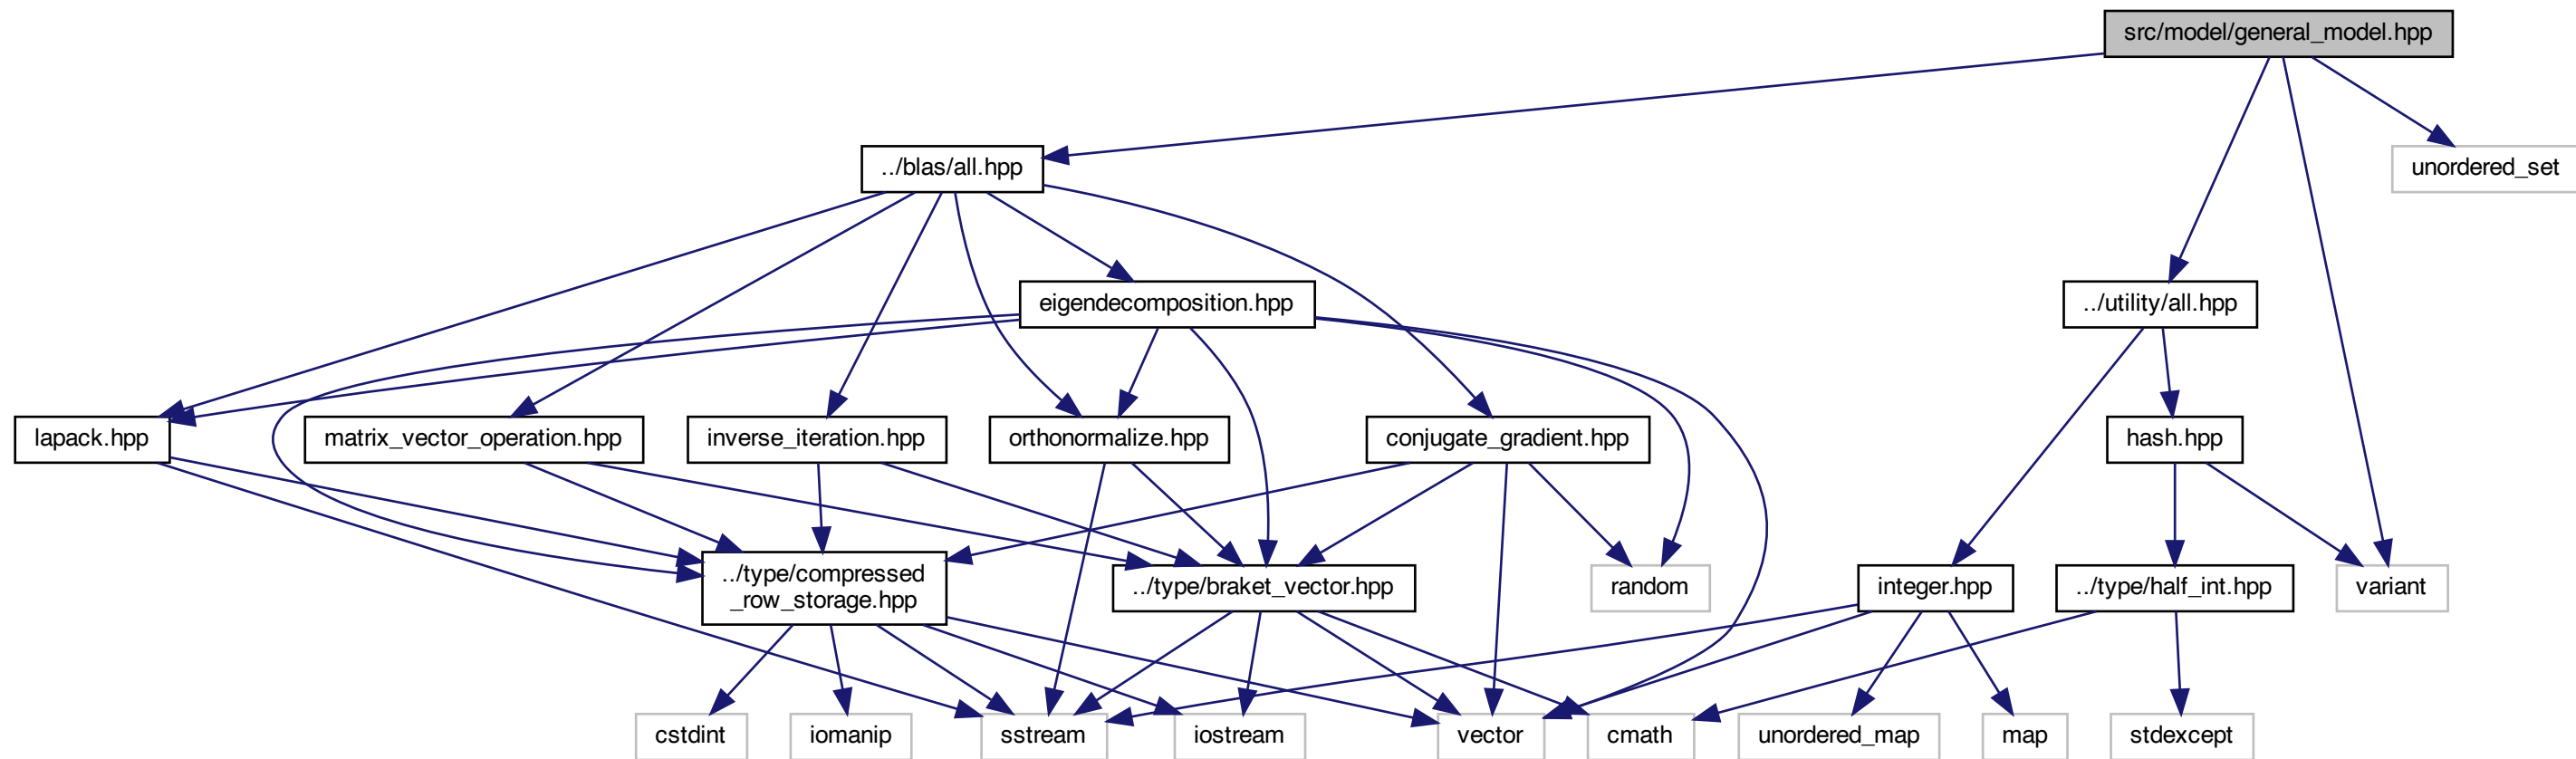 src/model/general_model.hpp
../blas/all.hpp
unordered_set
eigendecomposition.hpp
../utility/all.hpp
lapack.hpp
matrix_vector_operation.hpp
inverse_iteration.hpp
orthonormalize.hpp
conjugate_gradient.hpp
hash.hpp
../type/compressed
_row_storage.hpp
../type/braket_vector.hpp
random
integer.hpp
../type/half_int.hpp
variant
cstdint
iomanip
sstream
iostream
vector
cmath
unordered_map
map
stdexcept